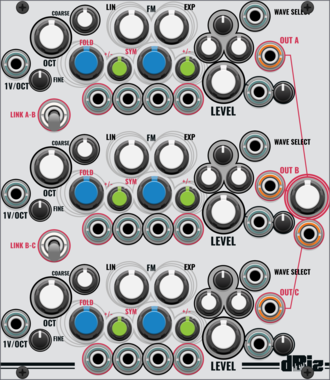 COARSE LIN FM EXP WAVE SELECT
FOLD SYM OUT A
OCT +/- +/-
1V/OCT FINE
LINK A-B LEVEL
COARSE LIN FM EXP WAVE SELECT
FOLD SYM OUT B
OCT +/- +/-
1V/OCT FINE
LINK B-C LEVEL
COARSE LIN FM EXP WAVE SELECT
FOLD SYM OUT C
OCT +/- +/-
1V/OCT FINE
LEVEL